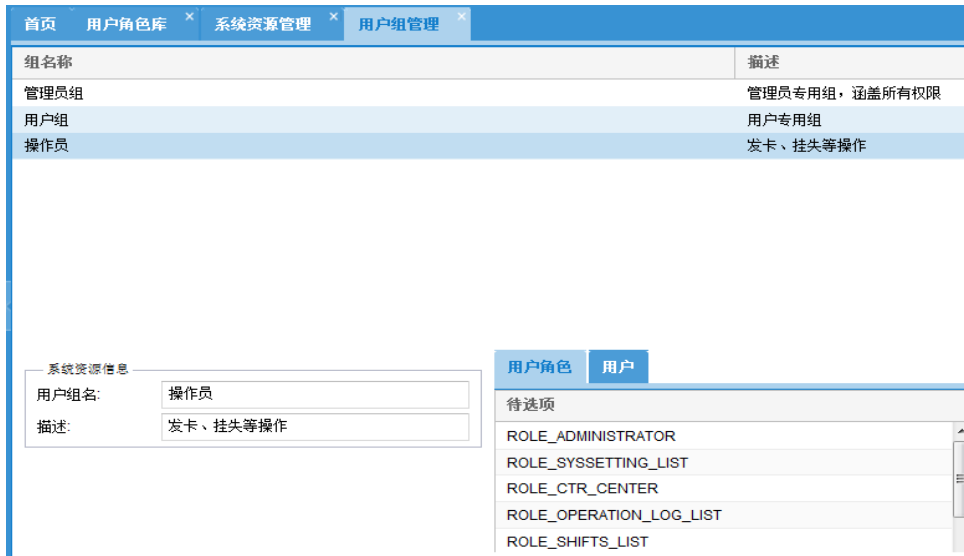 首页 用户角色库 系统资源管理 用户组管理
组名称 描述
管理员组 管理员专用组，涵盖所有权限
用户组 用户专用组
操作员 发卡、挂失等操作
系统资源信息
用户组名: 操作员
描述: 发卡、挂失等操作
用户角色 用户
待选项
ROLE_ADMINISTRATOR
ROLE_SYSSETTING_LIST
ROLE_CTR_CENTER
ROLE_OPERATION_LOG_LIST
ROLE_SHIFTS_LIST